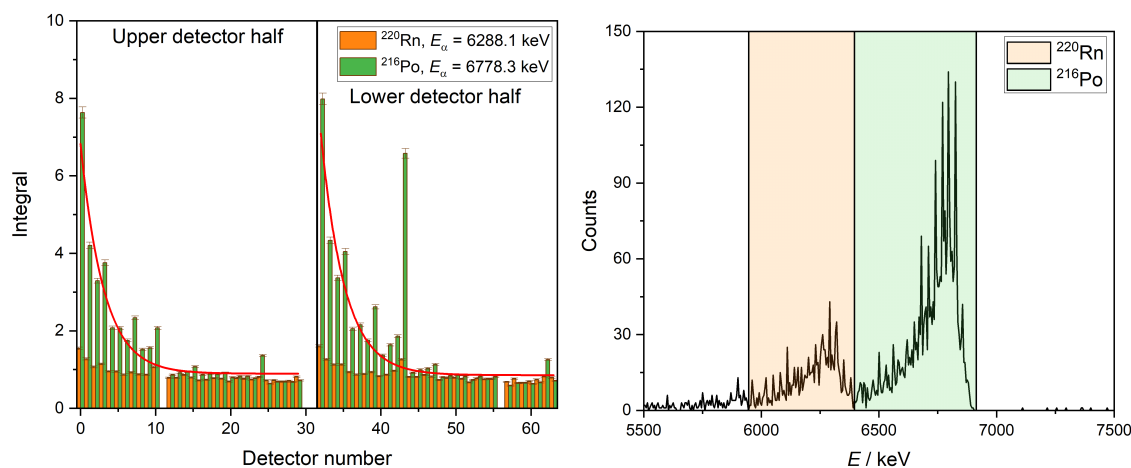 Upper detector half
²²⁰Rn, Eα = 6288.1 keV
²¹⁶Po, Eα = 6778.3 keV
Lower detector half
10
8
6
4
2
0
Integral
0 10 20 30 40 50 60
Detector number
²²⁰Rn
²¹⁶Po
150
120
90
60
30
0
Counts
5500 6000 6500 7000 7500
E / keV